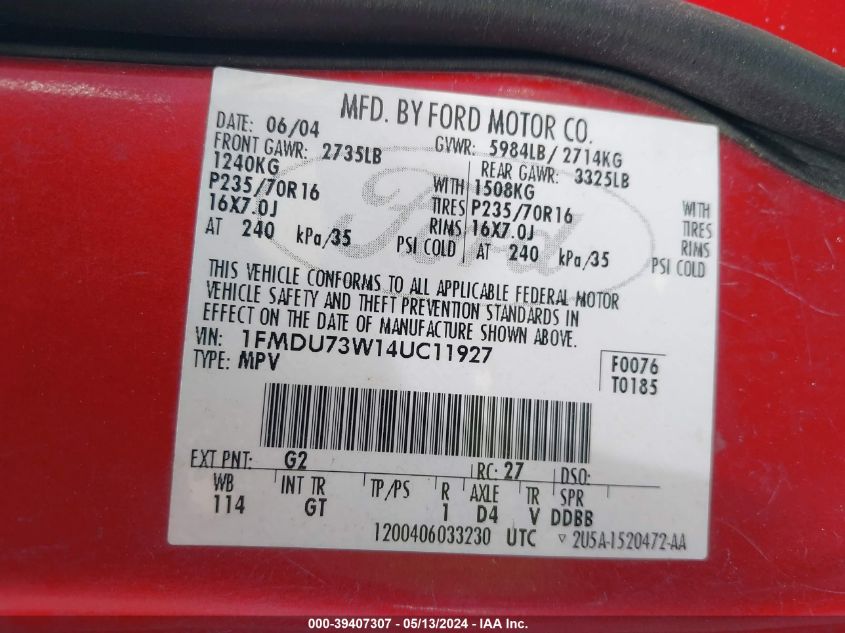 MFD. BY FORD MOTOR CO.
DATE: 06/04 GVWR: 5984LB/ 2714KG
FRONT GAWR: 2735LB REAR GAWR: 3325LB
1240KG WITH 1508KG WITH
P235/70R16 TIRES P235/70R16 TIRES
16X7.0J RIMS 16X7.0J RIMS
AT 240 kPa/35 PSI COLD AT 240 kPa/35 PSI COLD
Ford
THIS VEHICLE CONFORMS TO ALL APPLICABLE FEDERAL MOTOR
VEHICLE SAFETY AND THEFT PREVENTION STANDARDS IN
EFFECT ON THE DATE OF MANUFACTURE SHOWN ABOVE.
VIN: 1FMDU73W14UC11927
TYPE: MPV
F0076
T0185
EXT PNT: G2 RC: 27 DSO:
WB INT TR TP/PS R AXLE TR SPR
114 GT 1 D4 V DDBB
1200406033230 UTC ▽ 2U5A-1520472-AA
000-39407307 - 05/13/2024 - IAA Inc.